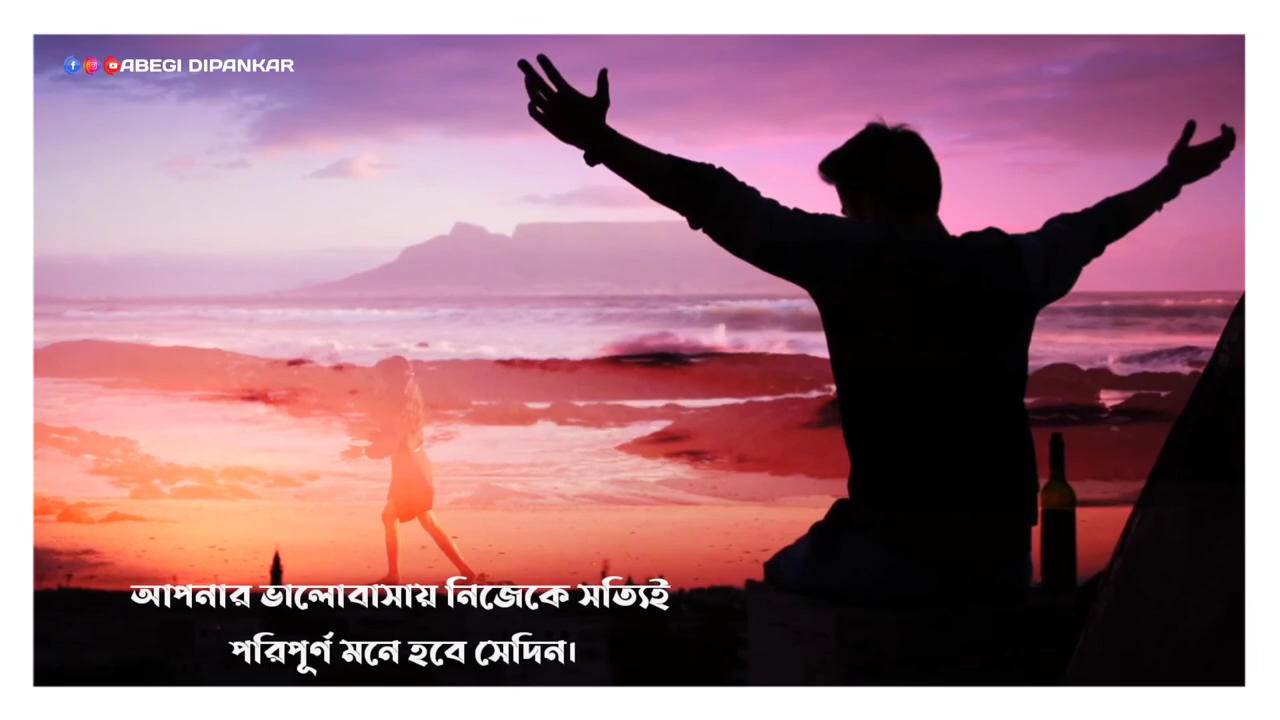 ABEGI DIPANKAR
আপনার ভালোবাসায় নিজেকে সত্যিই
পরিপূর্ণ মনে হবে সেদিন।